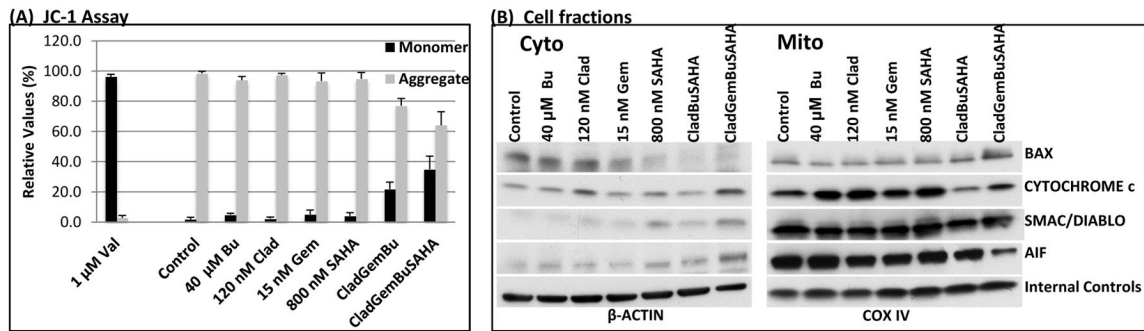 (A) JC-1 Assay
120.0
100.0
80.0
60.0
40.0
20.0
0.0
Relative Values (%)
Monomer
Aggregate
1 µM Val
Control
40 µM Bu
120 nM Clad
15 nM Gem
800 nM SAHA
CladGemBu
CladGemBuSAHA
(B) Cell fractions
Cyto
Control
40 µM Bu
120 nM Clad
15 nM Gem
800 nM SAHA
CladBuSAHA
CladGemBuSAHA
β-ACTIN
Mito
Control
40 µM Bu
120 nM Clad
15 nM Gem
800 nM SAHA
CladBuSAHA
CladGemBuSAHA
BAX
CYTOCHROME c
SMAC/DIABLO
AIF
Internal Controls
COX IV